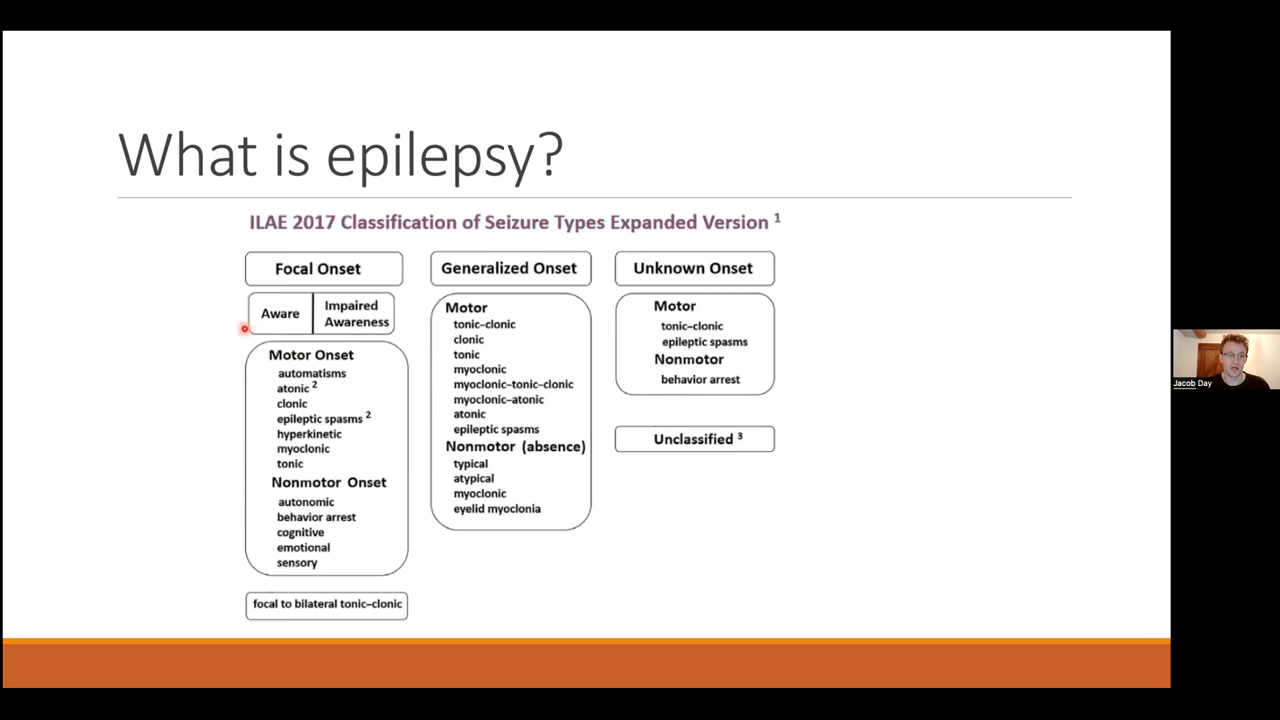 What is epilepsy?
ILAE 2017 Classification of Seizure Types Expanded Version 1
Focal Onset
Aware
Impaired
Awareness
Motor Onset
automatisms
atonic 2
clonic
epileptic spasms 2
hyperkinetic
myoclonic
tonic
Nonmotor Onset
autonomic
behavior arrest
cognitive
emotional
sensory
focal to bilateral tonic–clonic
Generalized Onset
Motor
tonic–clonic
clonic
tonic
myoclonic
myoclonic–tonic–clonic
myoclonic–atonic
atonic
epileptic spasms
Nonmotor (absence)
typical
atypical
myoclonic
eyelid myoclonia
Unknown Onset
Motor
tonic–clonic
epileptic spasms
Nonmotor
behavior arrest
Unclassified 3
Jacob Day